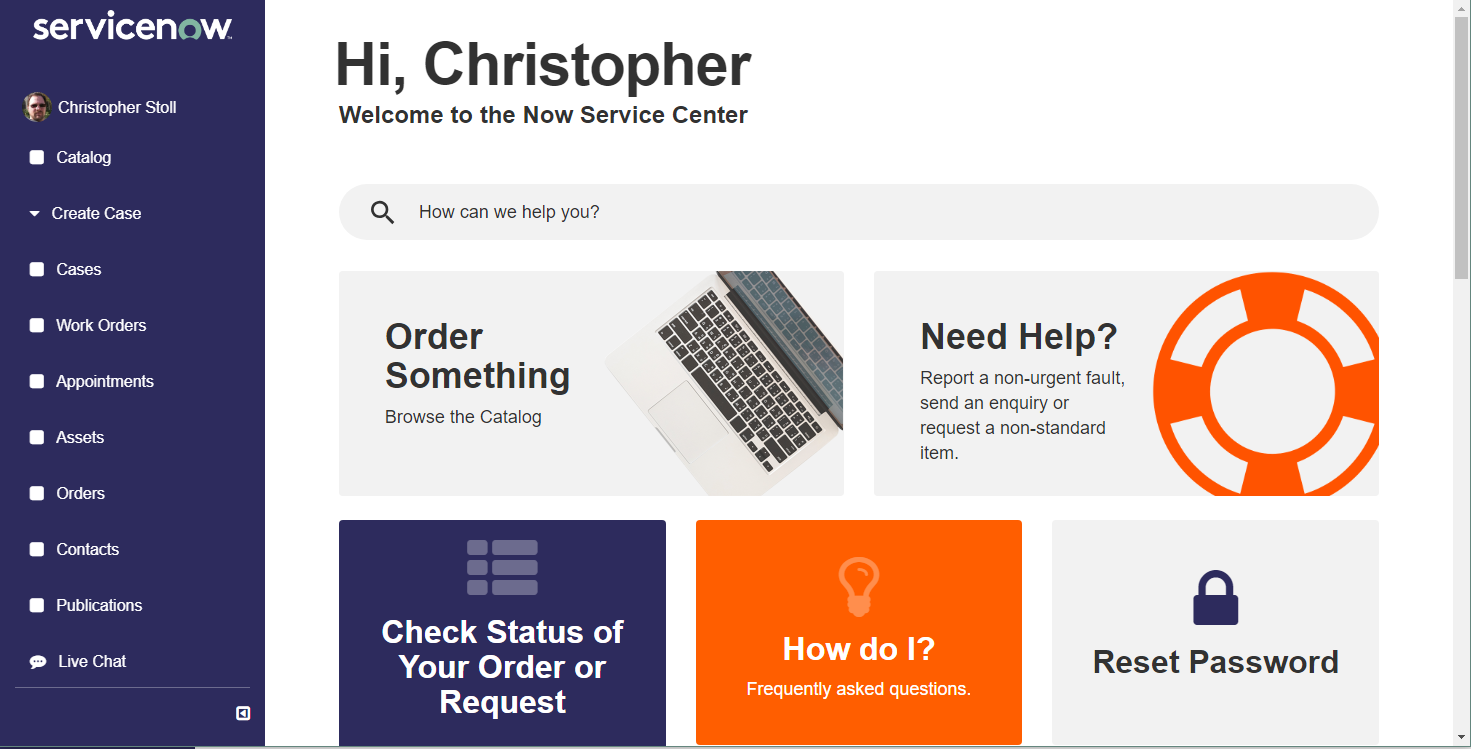 servicenow™
Christopher Stoll
Catalog
Create Case
Cases
Work Orders
Appointments
Assets
Orders
Contacts
Publications
Live Chat
Hi, Christopher
Welcome to the Now Service Center
How can we help you?
Order
Something
Browse the Catalog
Need Help?
Report a non-urgent fault,
send an enquiry or
request a non-standard
item.
Check Status of
Your Order or
Request
How do I?
Frequently asked questions.
Reset Password